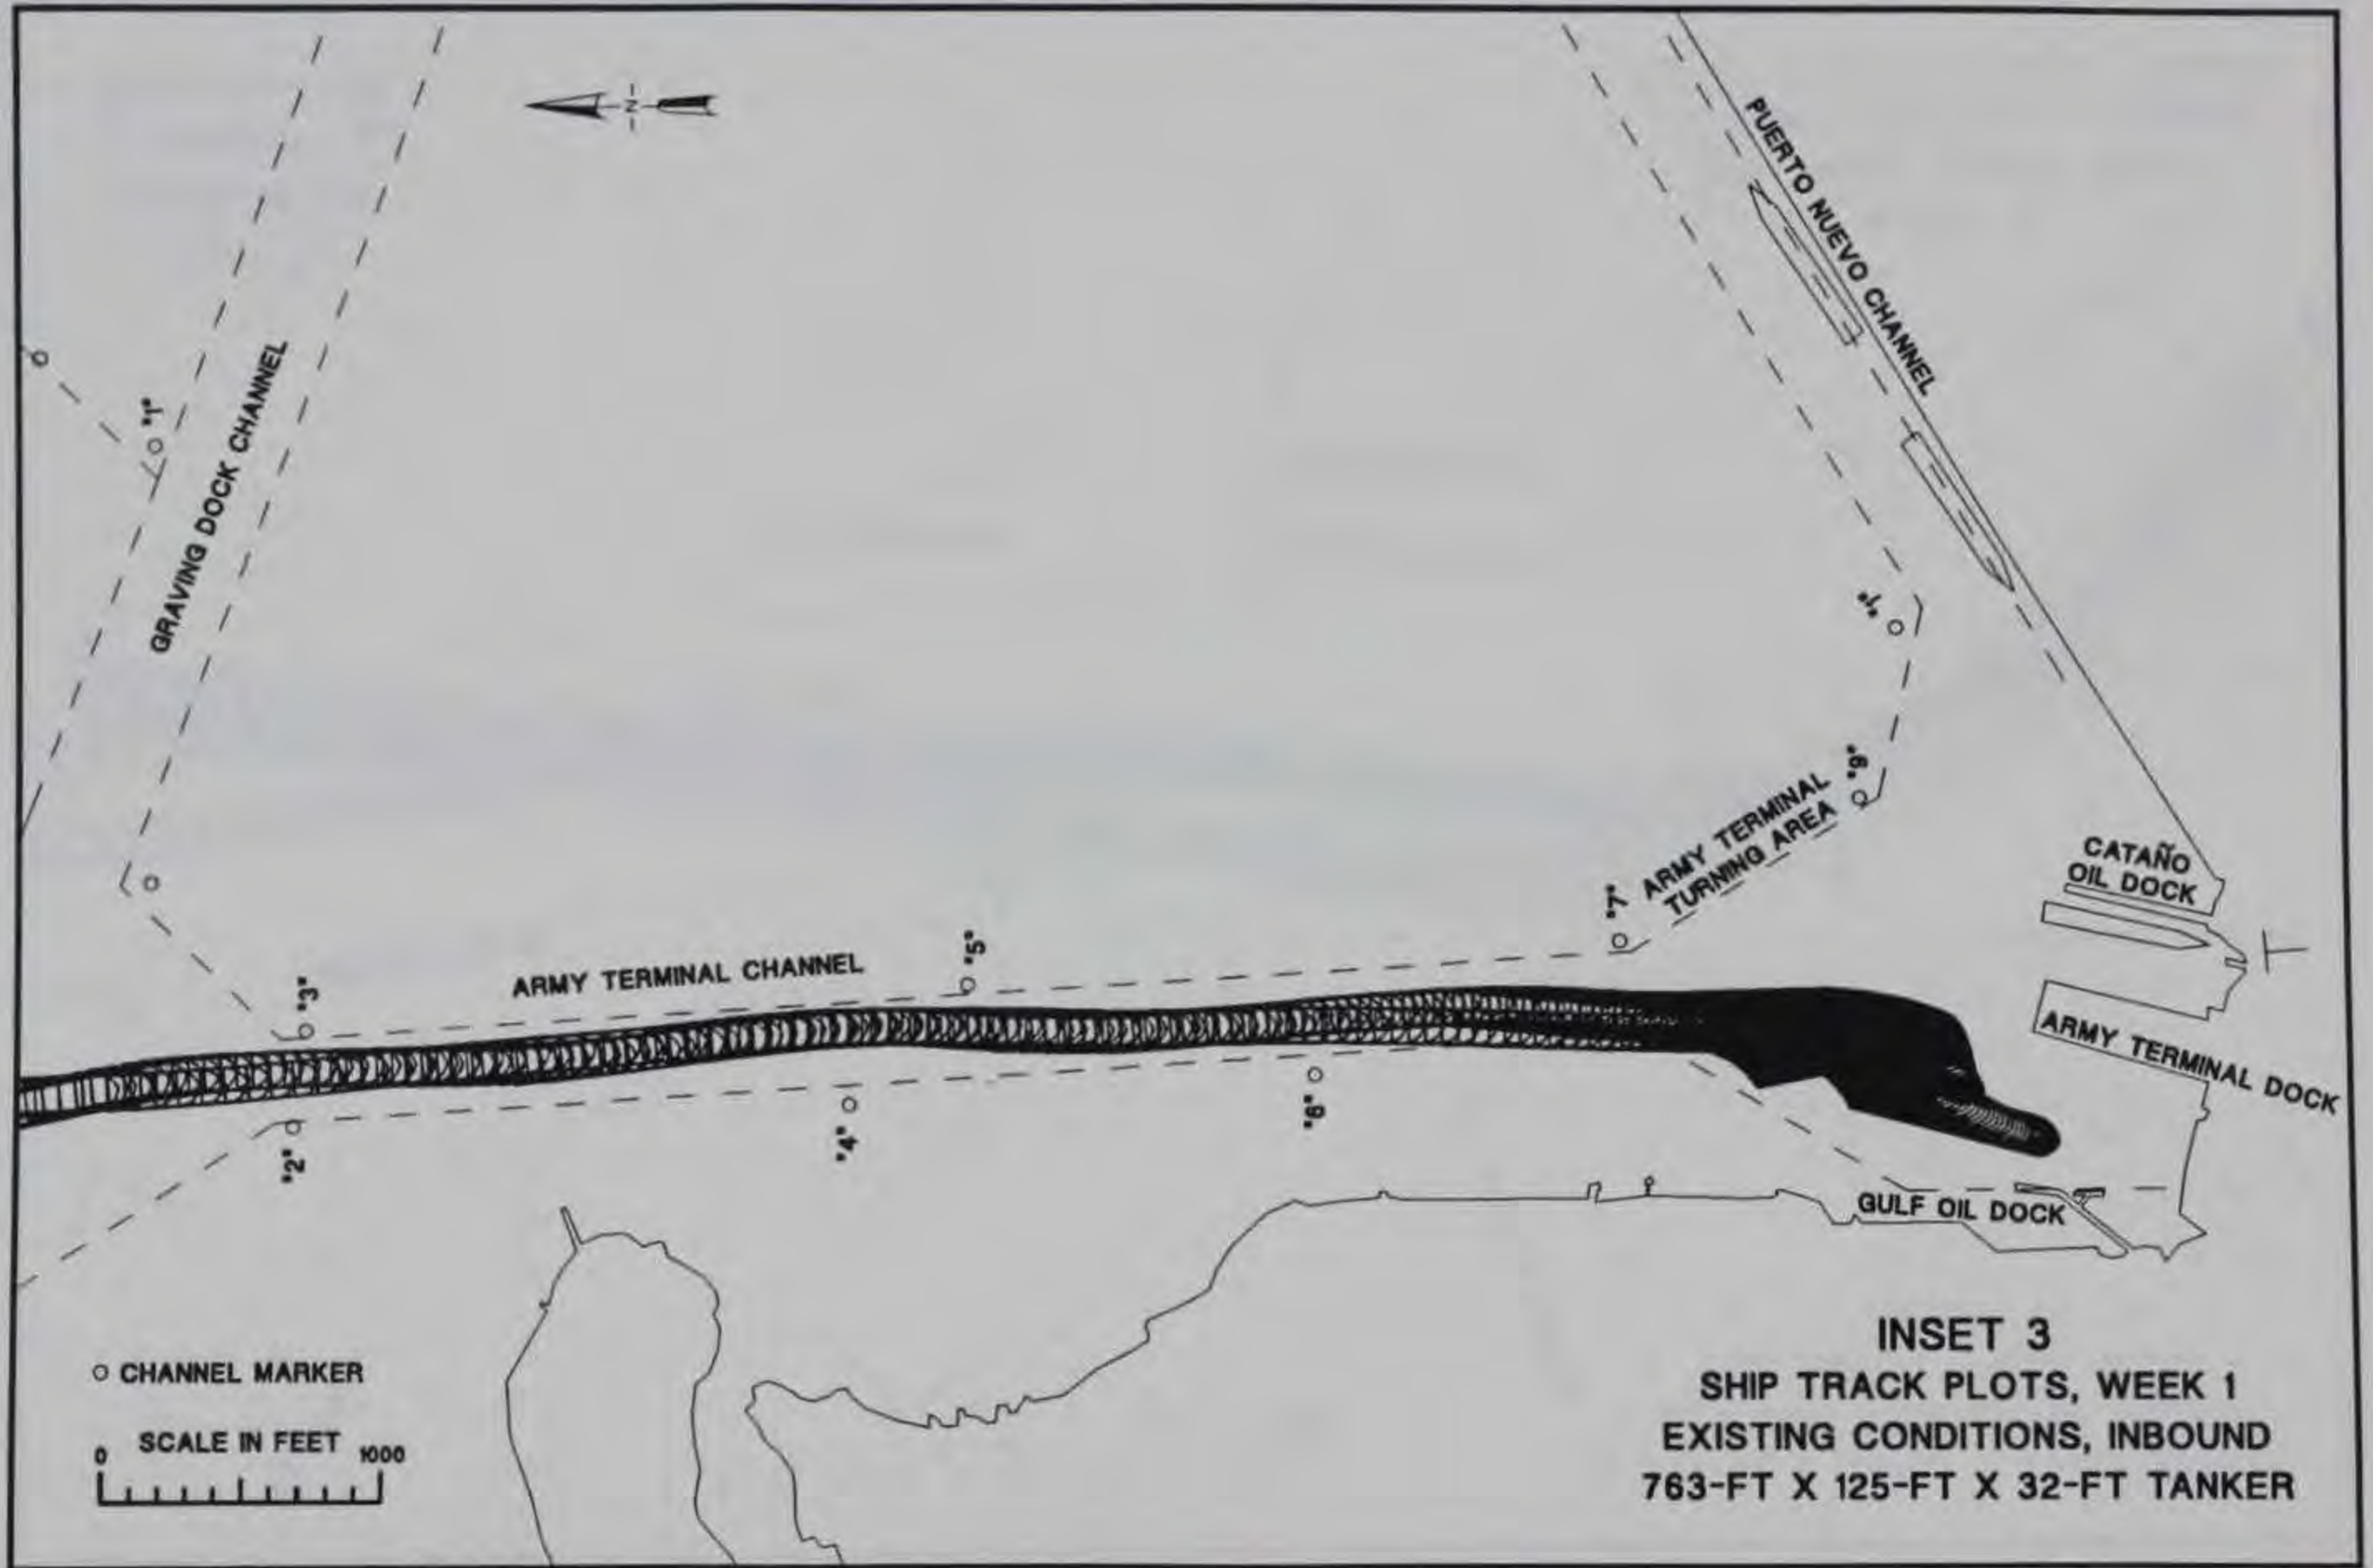 N
PUERTO NUEVO CHANNEL
"1"
GRAVING DOCK CHANNEL
"1"
"9"
ARMY TERMINAL
TURNING AREA
CATAÑO
OIL DOCK
"7"
"5"
ARMY TERMINAL CHANNEL
"3"
ARMY TERMINAL DOCK
"2"
"4"
"6"
GULF OIL DOCK
CHANNEL MARKER
SCALE IN FEET
0 1000
INSET 3
SHIP TRACK PLOTS, WEEK 1
EXISTING CONDITIONS, INBOUND
763-FT X 125-FT X 32-FT TANKER